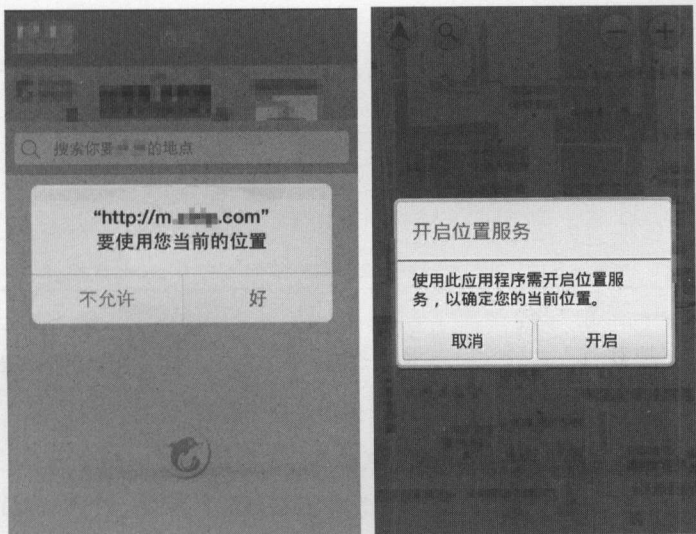 搜索你要的地点
"http://m.com"
要使用您当前的位置
不允许
好
开启位置服务
使用此应用程序需开启位置服
务，以确定您的当前位置。
取消
开启